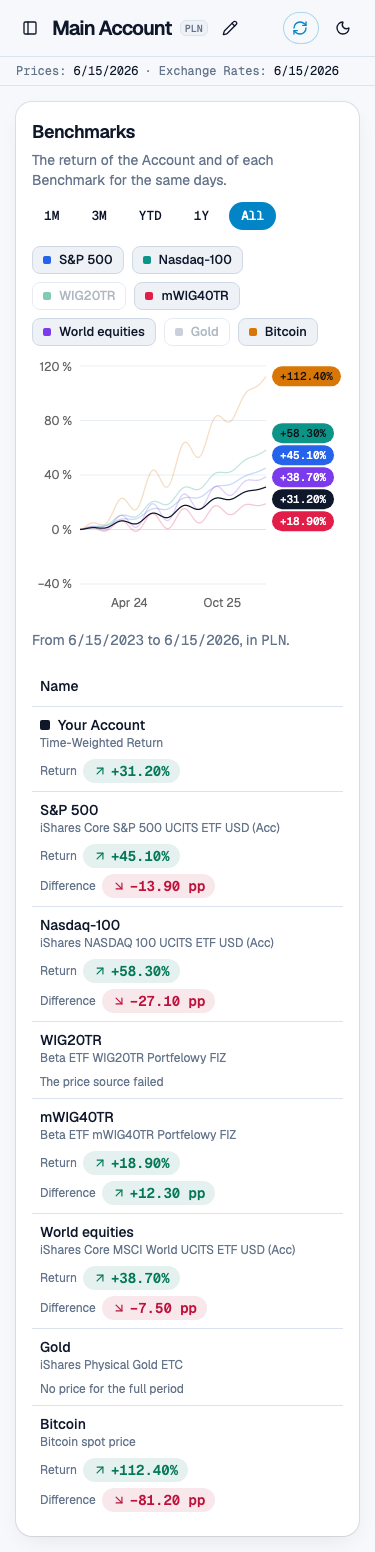 Main Account PLN
Prices: 6/15/2026 · Exchange Rates: 6/15/2026
Benchmarks
The return of the Account and of each
Benchmark for the same days.
1M 3M YTD 1Y All
S&P 500 Nasdaq-100
WIG20TR mWIG40TR
World equities Gold Bitcoin
120 %
+112.40%
80 %
+58.30%
+45.10%
40 %
+38.70%
+31.20%
+18.90%
0 %
−40 %
Apr 24 Oct 25
From 6/15/2023 to 6/15/2026, in PLN.
Name
Your Account
Time-Weighted Return
Return +31.20%
S&P 500
iShares Core S&P 500 UCITS ETF USD (Acc)
Return +45.10%
Difference −13.90 pp
Nasdaq-100
iShares NASDAQ 100 UCITS ETF USD (Acc)
Return +58.30%
Difference −27.10 pp
WIG20TR
Beta ETF WIG20TR Portfelowy FIZ
The price source failed
mWIG40TR
Beta ETF mWIG40TR Portfelowy FIZ
Return +18.90%
Difference +12.30 pp
World equities
iShares Core MSCI World UCITS ETF USD (Acc)
Return +38.70%
Difference −7.50 pp
Gold
iShares Physical Gold ETC
No price for the full period
Bitcoin
Bitcoin spot price
Return +112.40%
Difference −81.20 pp